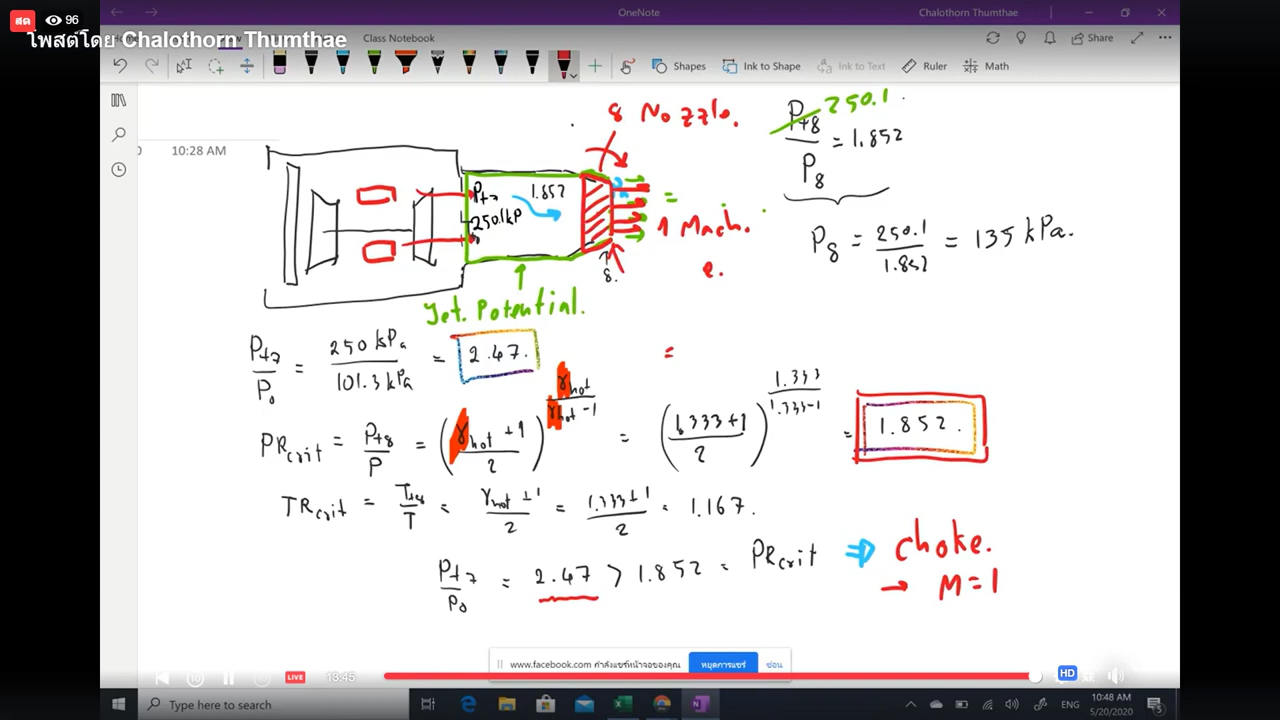 สด 96
OneNote
Chalothorn Thumthae
โพสต์โดย Chalothorn Thumthae
Class Notebook
Share
Shapes
Ink to Shape
Ink to Text
Ruler
Math
10:28 AM
8 Nozzle.
Pt8 250.1
P8
= 1.852
Pt7
250.1 kP
1.852
1 Mach.
e.
8.
P8 = 250.1 / 1.852 = 135 kPa.
Jet. Potential.
Pt7 / P0 = 250 kPa / 101.3 kPa = 2.47.
PRcrit = Pt8 / P = (γhot + 1 / 2) γhot / γhot - 1 = (1.333+1 / 2) 1.333 / 1.333-1 = 1.852.
TRcrit = Tt8 / T = γhot + 1 / 2 = 1.333+1 / 2 = 1.167.
Pt7 / P0 = 2.47 > 1.852 = PRcrit ⇒ choke.
→ M = 1
www.facebook.com กำลังแชร์หน้าจอของคุณ
หยุดการแชร์
ซ่อน
LIVE
13:45
HD
Type here to search
ENG
10:48 AM
5/20/2020